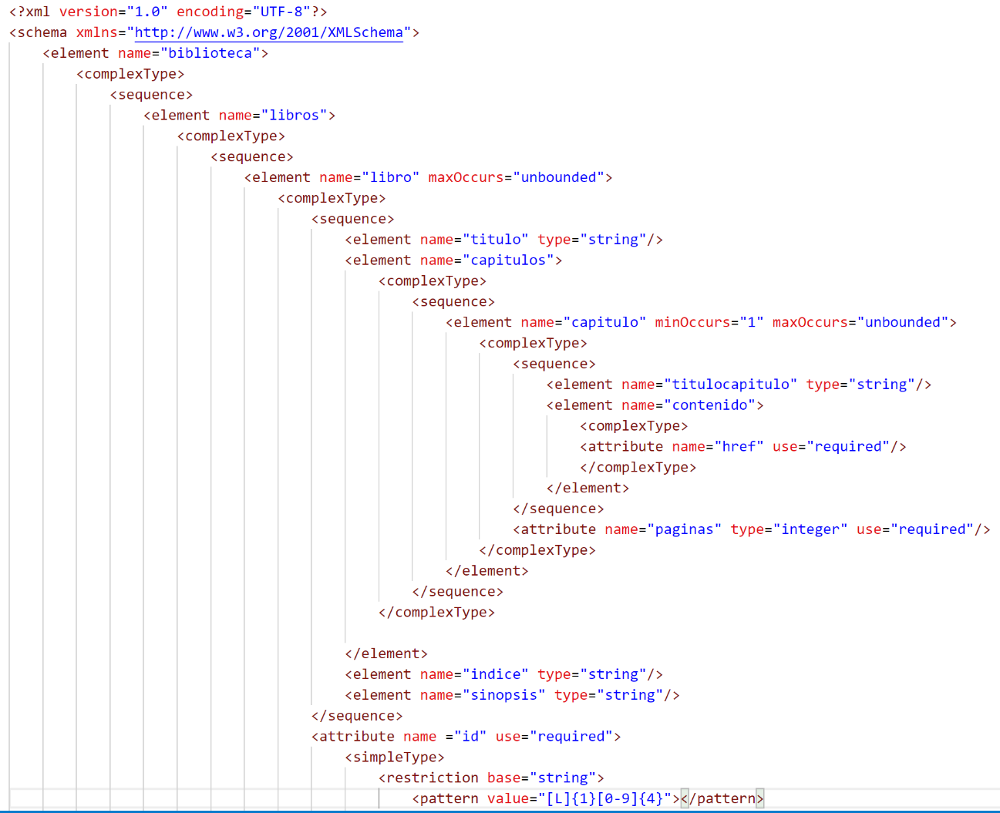 <?xml version="1.0" encoding="UTF-8"?>
<schema xmlns="http://www.w3.org/2001/XMLSchema">
<element name="biblioteca">
<complexType>
<sequence>
<element name="libros">
<complexType>
<sequence>
<element name="libro" maxOccurs="unbounded">
<complexType>
<sequence>
<element name="titulo" type="string"/>
<element name="capitulos">
<complexType>
<sequence>
<element name="capitulo" minOccurs="1" maxOccurs="unbounded">
<complexType>
<sequence>
<element name="titulocapitulo" type="string"/>
<element name="contenido">
<complexType>
<attribute name="href" use="required"/>
</complexType>
</element>
</sequence>
<attribute name="paginas" type="integer" use="required"/>
</complexType>
</element>
</sequence>
</complexType>
</element>
<element name="indice" type="string"/>
<element name="sinopsis" type="string"/>
</sequence>
<attribute name ="id" use="required">
<simpleType>
<restriction base="string">
<pattern value="[L]{1}[0-9]{4}"></pattern>